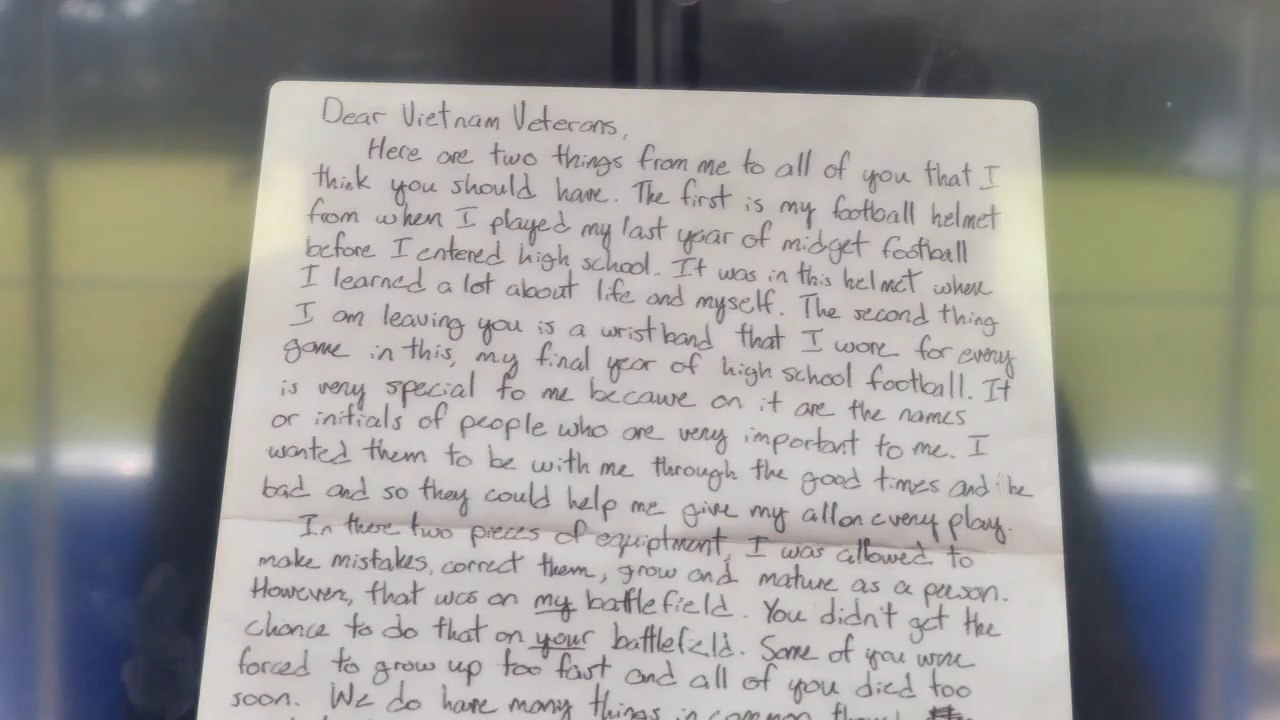 Dear Vietnam Veterans,
Here are two things from me to all of you that I
think you should have. The first is my football helmet
from when I played my last year of midget football
before I entered high school. It was in this helmet where
I learned a lot about life and myself. The second thing
I am leaving you is a wristband that I wore for every
game in this, my final year of high school football. It
is very special to me because on it are the names
or initials of people who are very important to me. I
wanted them to be with me through the good times and the
bad and so they could help me give my all on every play.
In these two pieces of equiptment, I was allowed to
make mistakes, correct them, grow and mature as a person.
However, that was on my battlefield. You didn't get the
chance to do that on your battlefield. Some of you were
forced to grow up too fast and all of you died too
soon. We do have many things in common